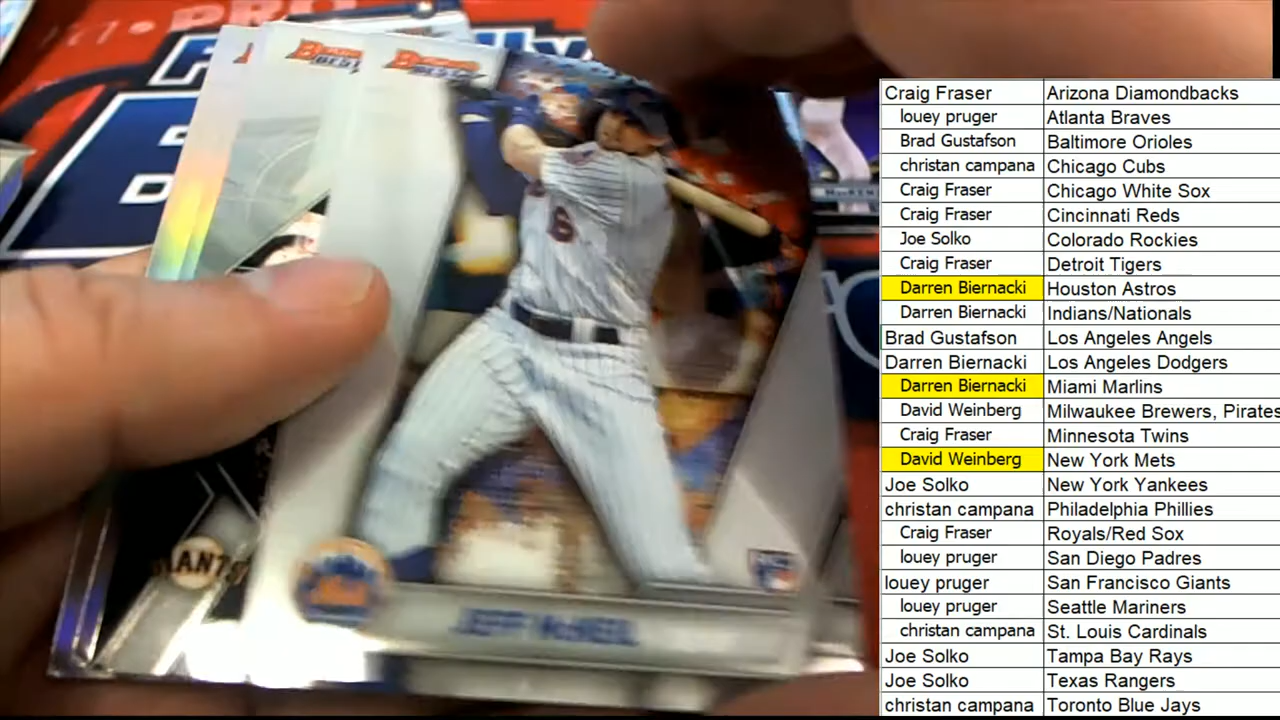 PRO
BEST
BEST
6
GIANTS
JEFF McNEIL
Craig Fraser Arizona Diamondbacks
louey pruger Atlanta Braves
Brad Gustafson Baltimore Orioles
christan campana Chicago Cubs
Craig Fraser Chicago White Sox
Craig Fraser Cincinnati Reds
Joe Solko Colorado Rockies
Craig Fraser Detroit Tigers
Darren Biernacki Houston Astros
Darren Biernacki Indians/Nationals
Brad Gustafson Los Angeles Angels
Darren Biernacki Los Angeles Dodgers
Darren Biernacki Miami Marlins
David Weinberg Milwaukee Brewers, Pirates
Craig Fraser Minnesota Twins
David Weinberg New York Mets
Joe Solko New York Yankees
christan campana Philadelphia Phillies
Craig Fraser Royals/Red Sox
louey pruger San Diego Padres
louey pruger San Francisco Giants
louey pruger Seattle Mariners
christan campana St. Louis Cardinals
Joe Solko Tampa Bay Rays
Joe Solko Texas Rangers
christan campana Toronto Blue Jays